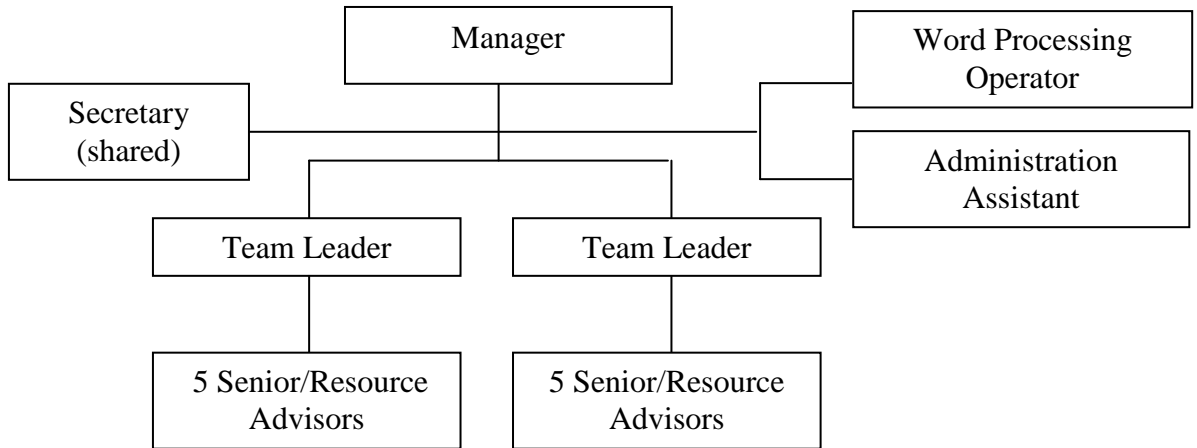 Manager
Word Processing
Operator
Secretary
(shared)
Administration
Assistant
Team Leader
Team Leader
5 Senior/Resource
Advisors
5 Senior/Resource
Advisors